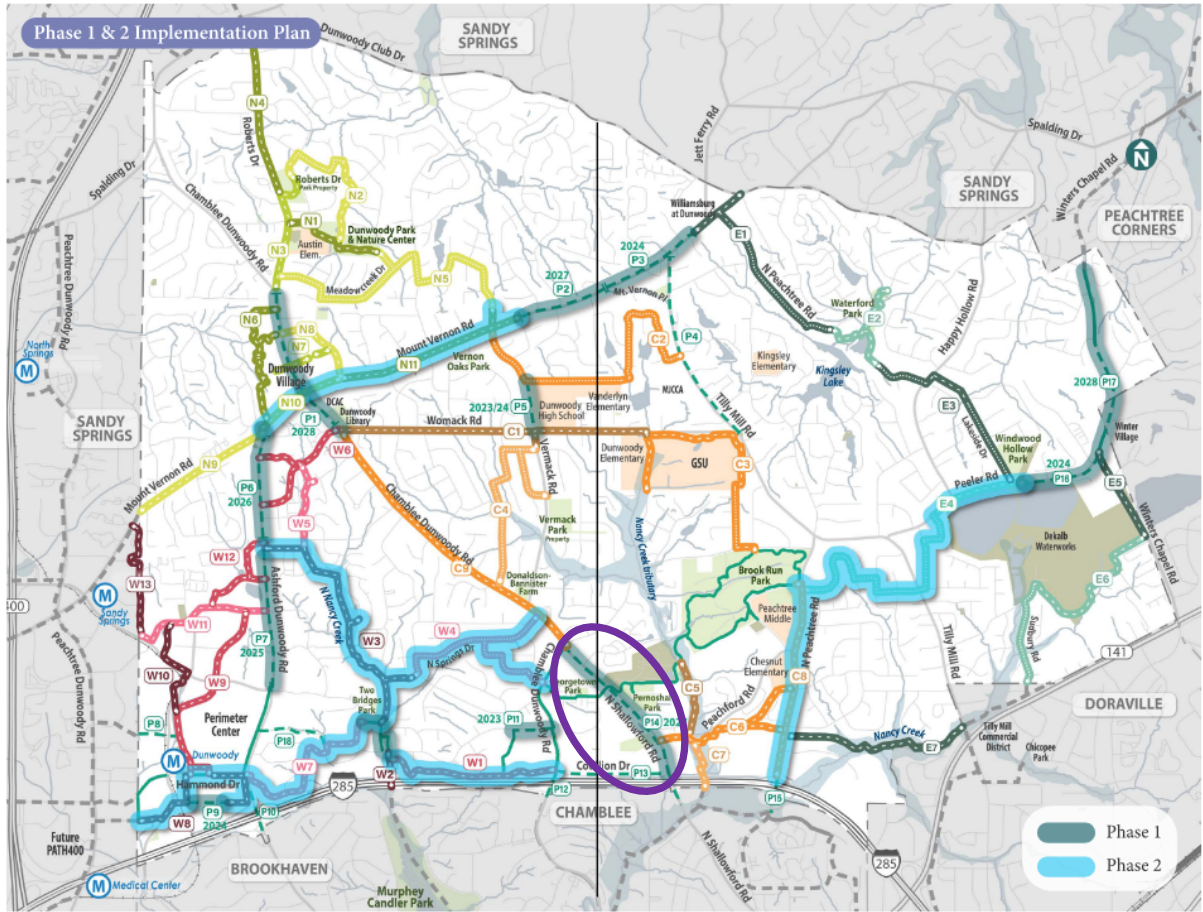 Phase 1 & 2 Implementation Plan
Dunwoody Club Dr
SANDY
SPRINGS
N4
Roberts Dr
Spalding Dr
Jett Ferry Rd
Spalding Dr
N
Winters Chapel Rd
SANDY
SPRINGS
PEACHTREE
CORNERS
Roberts Dr
Park Property
N2
Chamblee Dunwoody Rd
N1
Dunwoody Park
& Nature Center
Austin
Elem.
N3
Meadowcreek Dr
N5
Williamsburg
at Dunwoody
E1
N Peachtree Rd
2024
P3
2027
P2
Mt. Vernon Pl
P4
Waterford
Park
E2
Happy Hollow Rd
Peachtree Dunwoody Rd
North
Springs
M
N6
N8
N7
Mount Vernon Rd
N11
Vernon
Oaks Park
C2
Kingsley
Elementary
Kingsley
Lake
Dunwoody
Village
N10
P1
2028
DCAC
Dunwoody
Library
2023/24
P5
Dunwoody
High School
Vanderlyn
Elementary
NUCCA
Tilly Mill Rd
E3
Lakeside Dr
2028
P17
SANDY
SPRINGS
Womack Rd
C1
W6
Vermack Rd
Dunwoody
Elementary
GSU
C3
Windwood
Hollow
Park
Winter
Village
Mount Vernon Rd
N9
P6
2026
W5
Chamblee Dunwoody Rd
C4
Vermack
Park
Property
Nancy Creek tributary
Peeler Rd
E4
2024
P16
E5
Winters Chapel Rd
Dekalb
Waterworks
W12
W13
M
Sandy
Springs
400
W11
Ashford Dunwoody Rd
N Nancy Creek
W3
C9
Donaldson-
Bannister
Farm
Brook Run
Park
Peachtree
Middle
N Peachtree Rd
E6
Sudbury Rd
W4
N Springs Dr
P7
2025
W10
W9
Chamblee Dunwoody Rd
Georgetown
Park
Pernoshal
Park
C5
Chesnut
Elementary
C8
Tilly Mill Rd
141
Peachtree Dunwoody Rd
P8
Perimeter
Center
Two
Bridges
Park
2023
P11
N Shallowford Rd
P14
Peachford Rd
C6
C7
Nancy Creek
E7
DORAVILLE
Tilly Mill
Commercial
District
Chicopee
Park
P18
W7
M
Dunwoody
Hammond Dr
285
W2
W1
P13
P12
P15
W8
P9
2024
P10
CHAMBLEE
N Shallowford Rd
285
Future
PATH400
BROOKHAVEN
M
Medical Center
Murphey
Candler Park
Phase 1
Phase 2